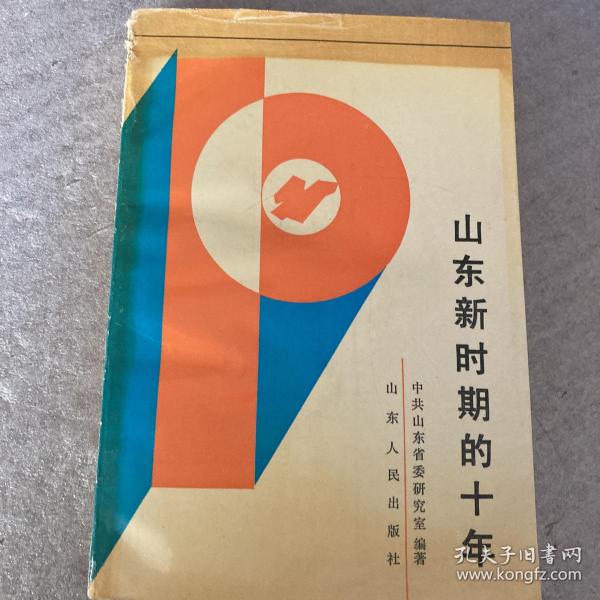 山东新时期的十年
中共山东省委研究室 编著
山东人民出版社
孔夫子旧书网
www.kongfz.com